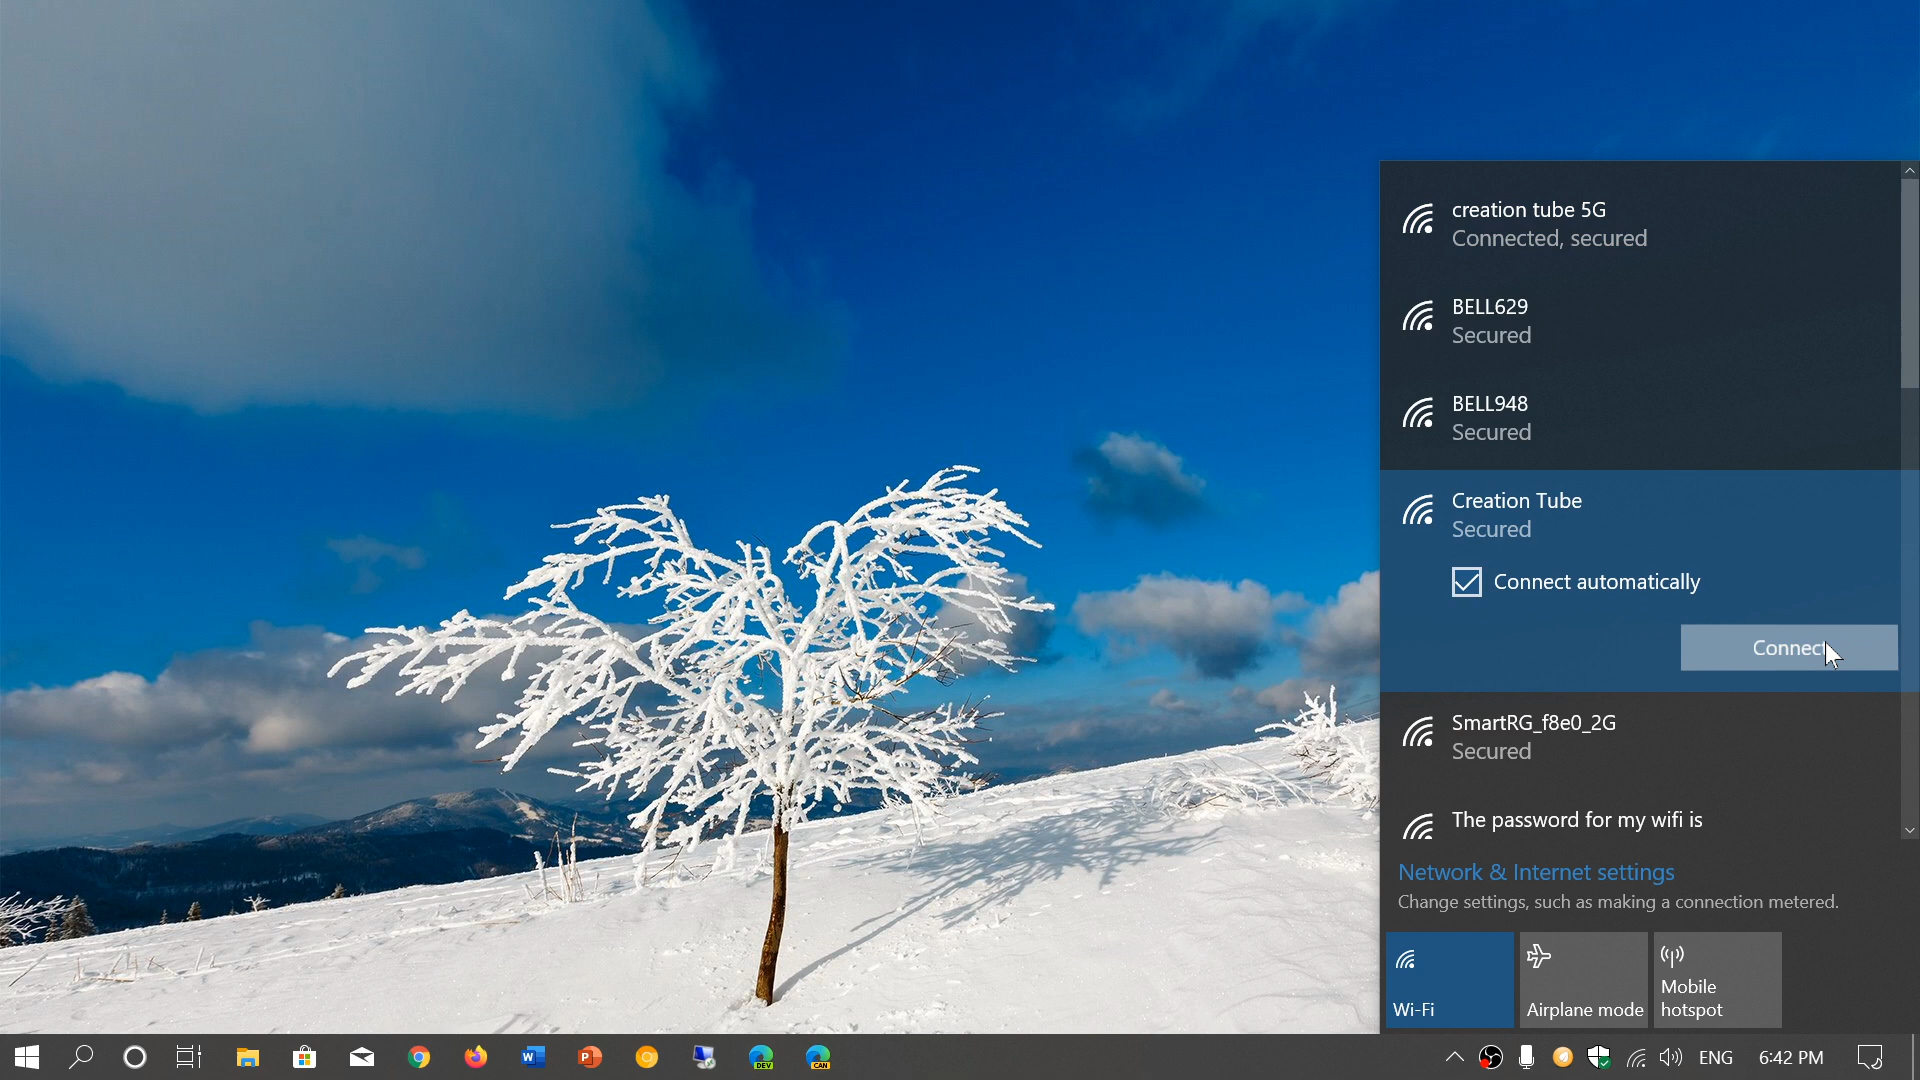 creation tube 5G
Connected, secured
BELL629
Secured
BELL948
Secured
Creation Tube
Secured
Connect automatically
Connect
SmartRG_f8e0_2G
Secured
The password for my wifi is
Network & Internet settings
Change settings, such as making a connection metered.
Wi-Fi
Airplane mode
Mobile
hotspot
DEV
CAN
ENG
6:42 PM